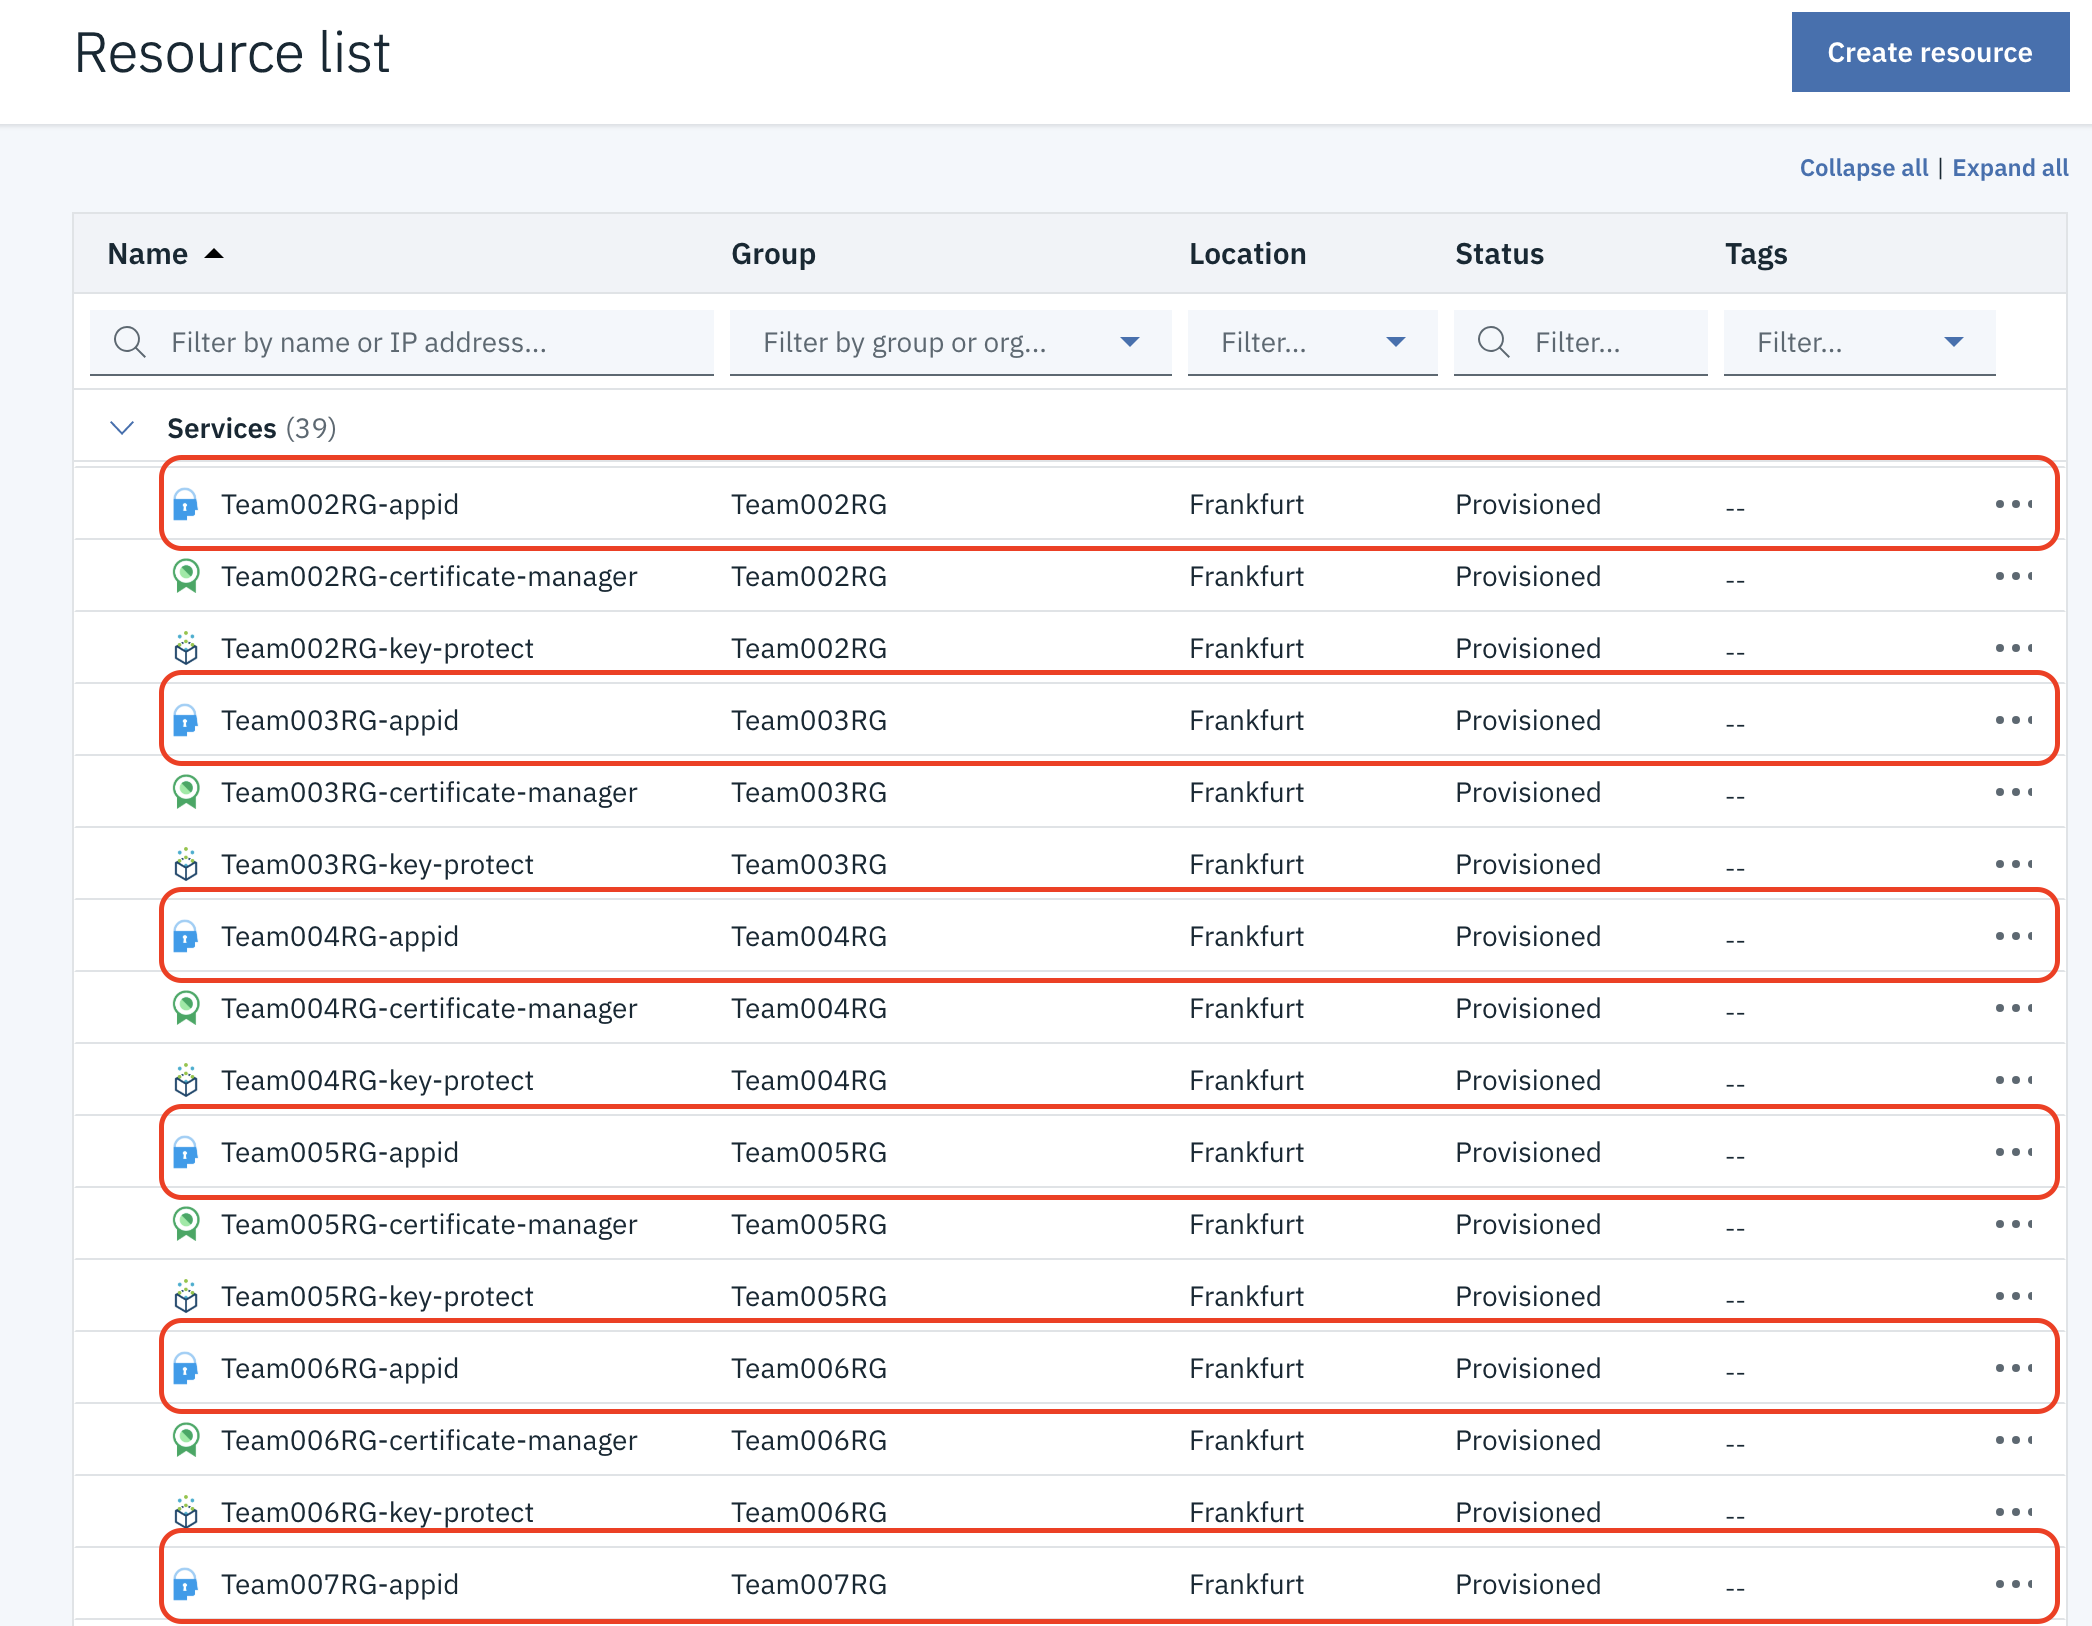 Resource list
Create resource
Collapse all | Expand all
Name Group Location Status Tags
Filter by name or IP address... Filter by group or org... Filter... Filter... Filter...
Services (39)
Team002RG-appid Team002RG Frankfurt Provisioned --
Team002RG-certificate-manager Team002RG Frankfurt Provisioned --
Team002RG-key-protect Team002RG Frankfurt Provisioned --
Team003RG-appid Team003RG Frankfurt Provisioned --
Team003RG-certificate-manager Team003RG Frankfurt Provisioned --
Team003RG-key-protect Team003RG Frankfurt Provisioned --
Team004RG-appid Team004RG Frankfurt Provisioned --
Team004RG-certificate-manager Team004RG Frankfurt Provisioned --
Team004RG-key-protect Team004RG Frankfurt Provisioned --
Team005RG-appid Team005RG Frankfurt Provisioned --
Team005RG-certificate-manager Team005RG Frankfurt Provisioned --
Team005RG-key-protect Team005RG Frankfurt Provisioned --
Team006RG-appid Team006RG Frankfurt Provisioned --
Team006RG-certificate-manager Team006RG Frankfurt Provisioned --
Team006RG-key-protect Team006RG Frankfurt Provisioned --
Team007RG-appid Team007RG Frankfurt Provisioned --